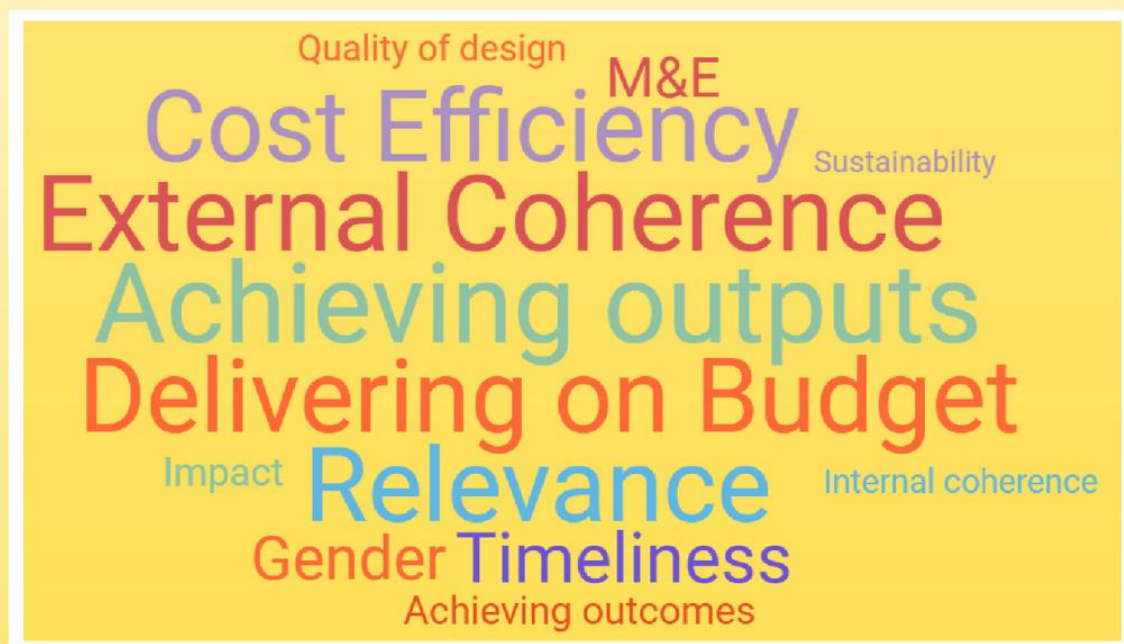 Quality of design
M&E
Cost Efficiency
Sustainability
External Coherence
Achieving outputs
Delivering on Budget
Impact
Relevance
Internal coherence
Gender
Timeliness
Achieving outcomes